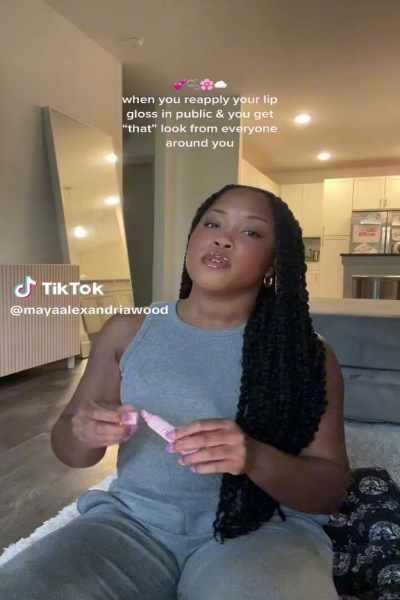 when you reapply your lip
gloss in public & you get
“that” look from everyone
around you
TikTok
@mayaalexandriawood